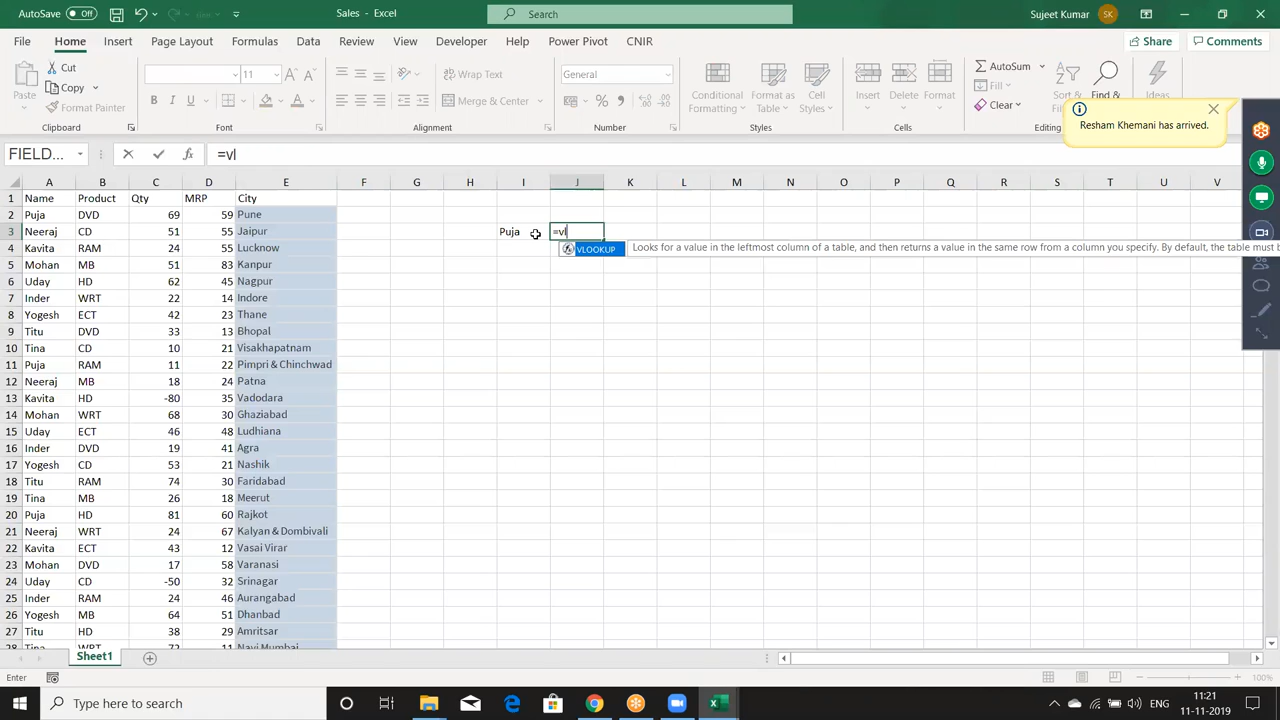 AutoSave Off Sales - Excel Search Sujeet Kumar SK
File Home Insert Page Layout Formulas Data Review View Developer Help Power Pivot CNIR Share Comments
Paste Cut Copy Format Painter 11 Wrap Text Merge & Center General Conditional Formatting Format as Table Cell Styles Insert Delete Format AutoSum Fill Clear Find & Ideas
Clipboard Font Alignment Number Styles Cells Editing
Resham Khemani has arrived.
FIELD... =vl
A B C D E F G H I J K L M N O P Q R S T U V
1 Name Product Qty MRP City
2 Puja DVD 69 59 Pune
3 Neeraj CD 51 55 Jaipur Puja =vl
4 Kavita RAM 24 55 Lucknow VLOOKUP Looks for a value in the leftmost column of a table, and then returns a value in the same row from a column you specify. By default, the table must b
5 Mohan MB 51 83 Kanpur
6 Uday HD 62 45 Nagpur
7 Inder WRT 22 14 Indore
8 Yogesh ECT 42 23 Thane
9 Titu DVD 33 13 Bhopal
10 Tina CD 10 21 Visakhapatnam
11 Puja RAM 11 22 Pimpri & Chinchwad
12 Neeraj MB 18 24 Patna
13 Kavita HD -80 35 Vadodara
14 Mohan WRT 68 30 Ghaziabad
15 Uday ECT 46 48 Ludhiana
16 Inder DVD 19 41 Agra
17 Yogesh CD 53 21 Nashik
18 Titu RAM 74 30 Faridabad
19 Tina MB 26 18 Meerut
20 Puja HD 81 60 Rajkot
21 Neeraj WRT 24 67 Kalyan & Dombivali
22 Kavita ECT 43 12 Vasai Virar
23 Mohan DVD 17 58 Varanasi
24 Uday CD -50 32 Srinagar
25 Inder RAM 24 46 Aurangabad
26 Yogesh MB 64 51 Dhanbad
27 Titu HD 38 29 Amritsar
28 Tina WRT 72 11 Navi Mumbai
Sheet1
Enter 100%
Type here to search ENG 11:21
11-11-2019